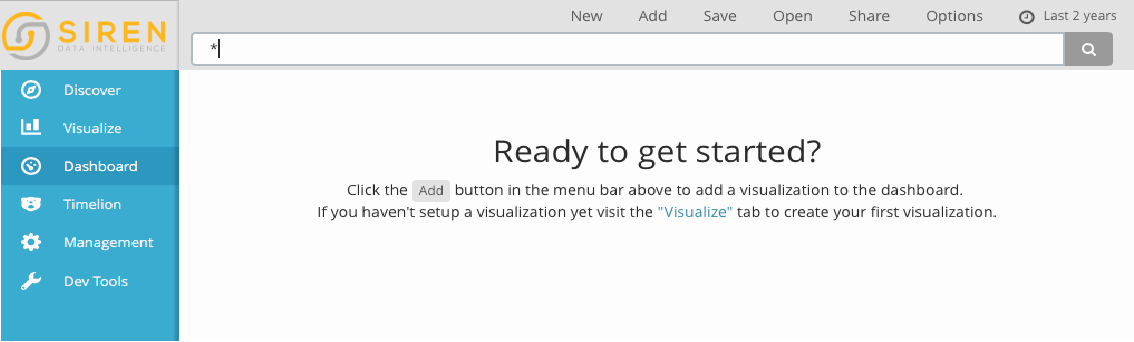 SIREN
DATA INTELLIGENCE
New Add Save Open Share Options Last 2 years
*
Discover
Visualize
Dashboard
Timelion
Management
Dev Tools
Ready to get started?
Click the Add button in the menu bar above to add a visualization to the dashboard.
If you haven't setup a visualization yet visit the "Visualize" tab to create your first visualization.